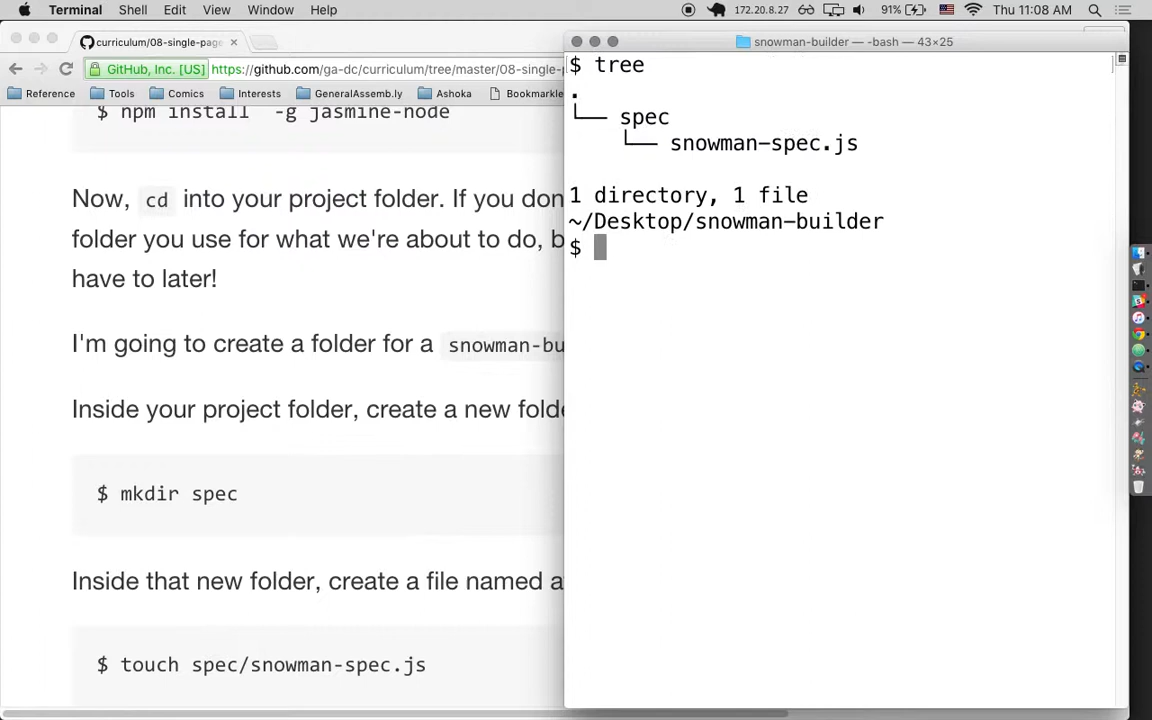 Terminal Shell Edit View Window Help 172.20.8.27 91% Thu 11:08 AM
curriculum/08-single-page
snowman-builder — -bash — 43×25
GitHub, Inc. [US] https://github.com/ga-dc/curriculum/tree/master/08-single-p
Reference Tools Comics Interests GeneralAssemb.ly Ashoka Bookmarkle
$ npm install -g jasmine-node
Now, cd into your project folder. If you don
folder you use for what we're about to do, b
have to later!
I'm going to create a folder for a snowman-bu
Inside your project folder, create a new folde
$ mkdir spec
Inside that new folder, create a file named a
$ touch spec/snowman-spec.js
$ tree
.
└── spec
└── snowman-spec.js
1 directory, 1 file
~/Desktop/snowman-builder
$